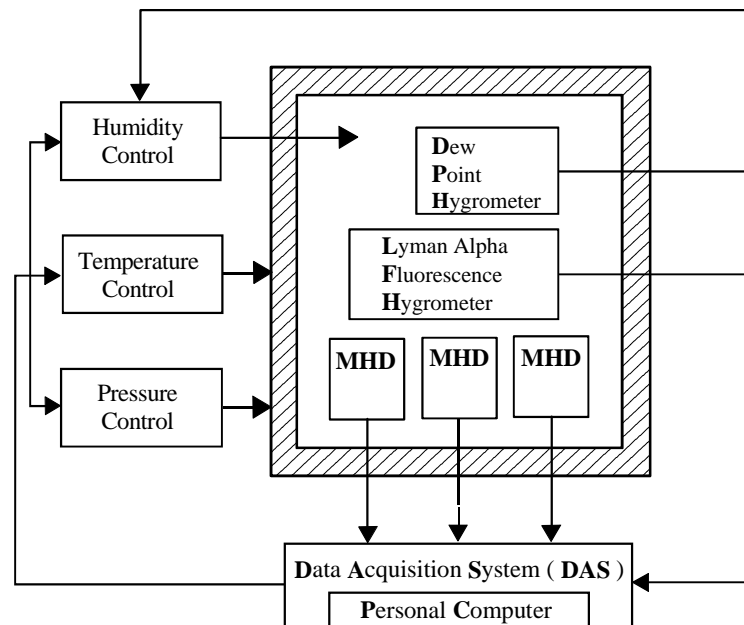 Humidity
Control
Dew
Point
Hygrometer
Temperature
Control
Lyman Alpha
Fluorescence
Hygrometer
Pressure
Control
MHD
MHD
MHD
Data Acquisition System ( DAS )
Personal Computer